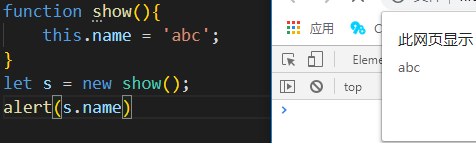 function show(){
    this.name = 'abc';
}
let s = new show();
alert(s.name)
应用
此网页显示
abc
top